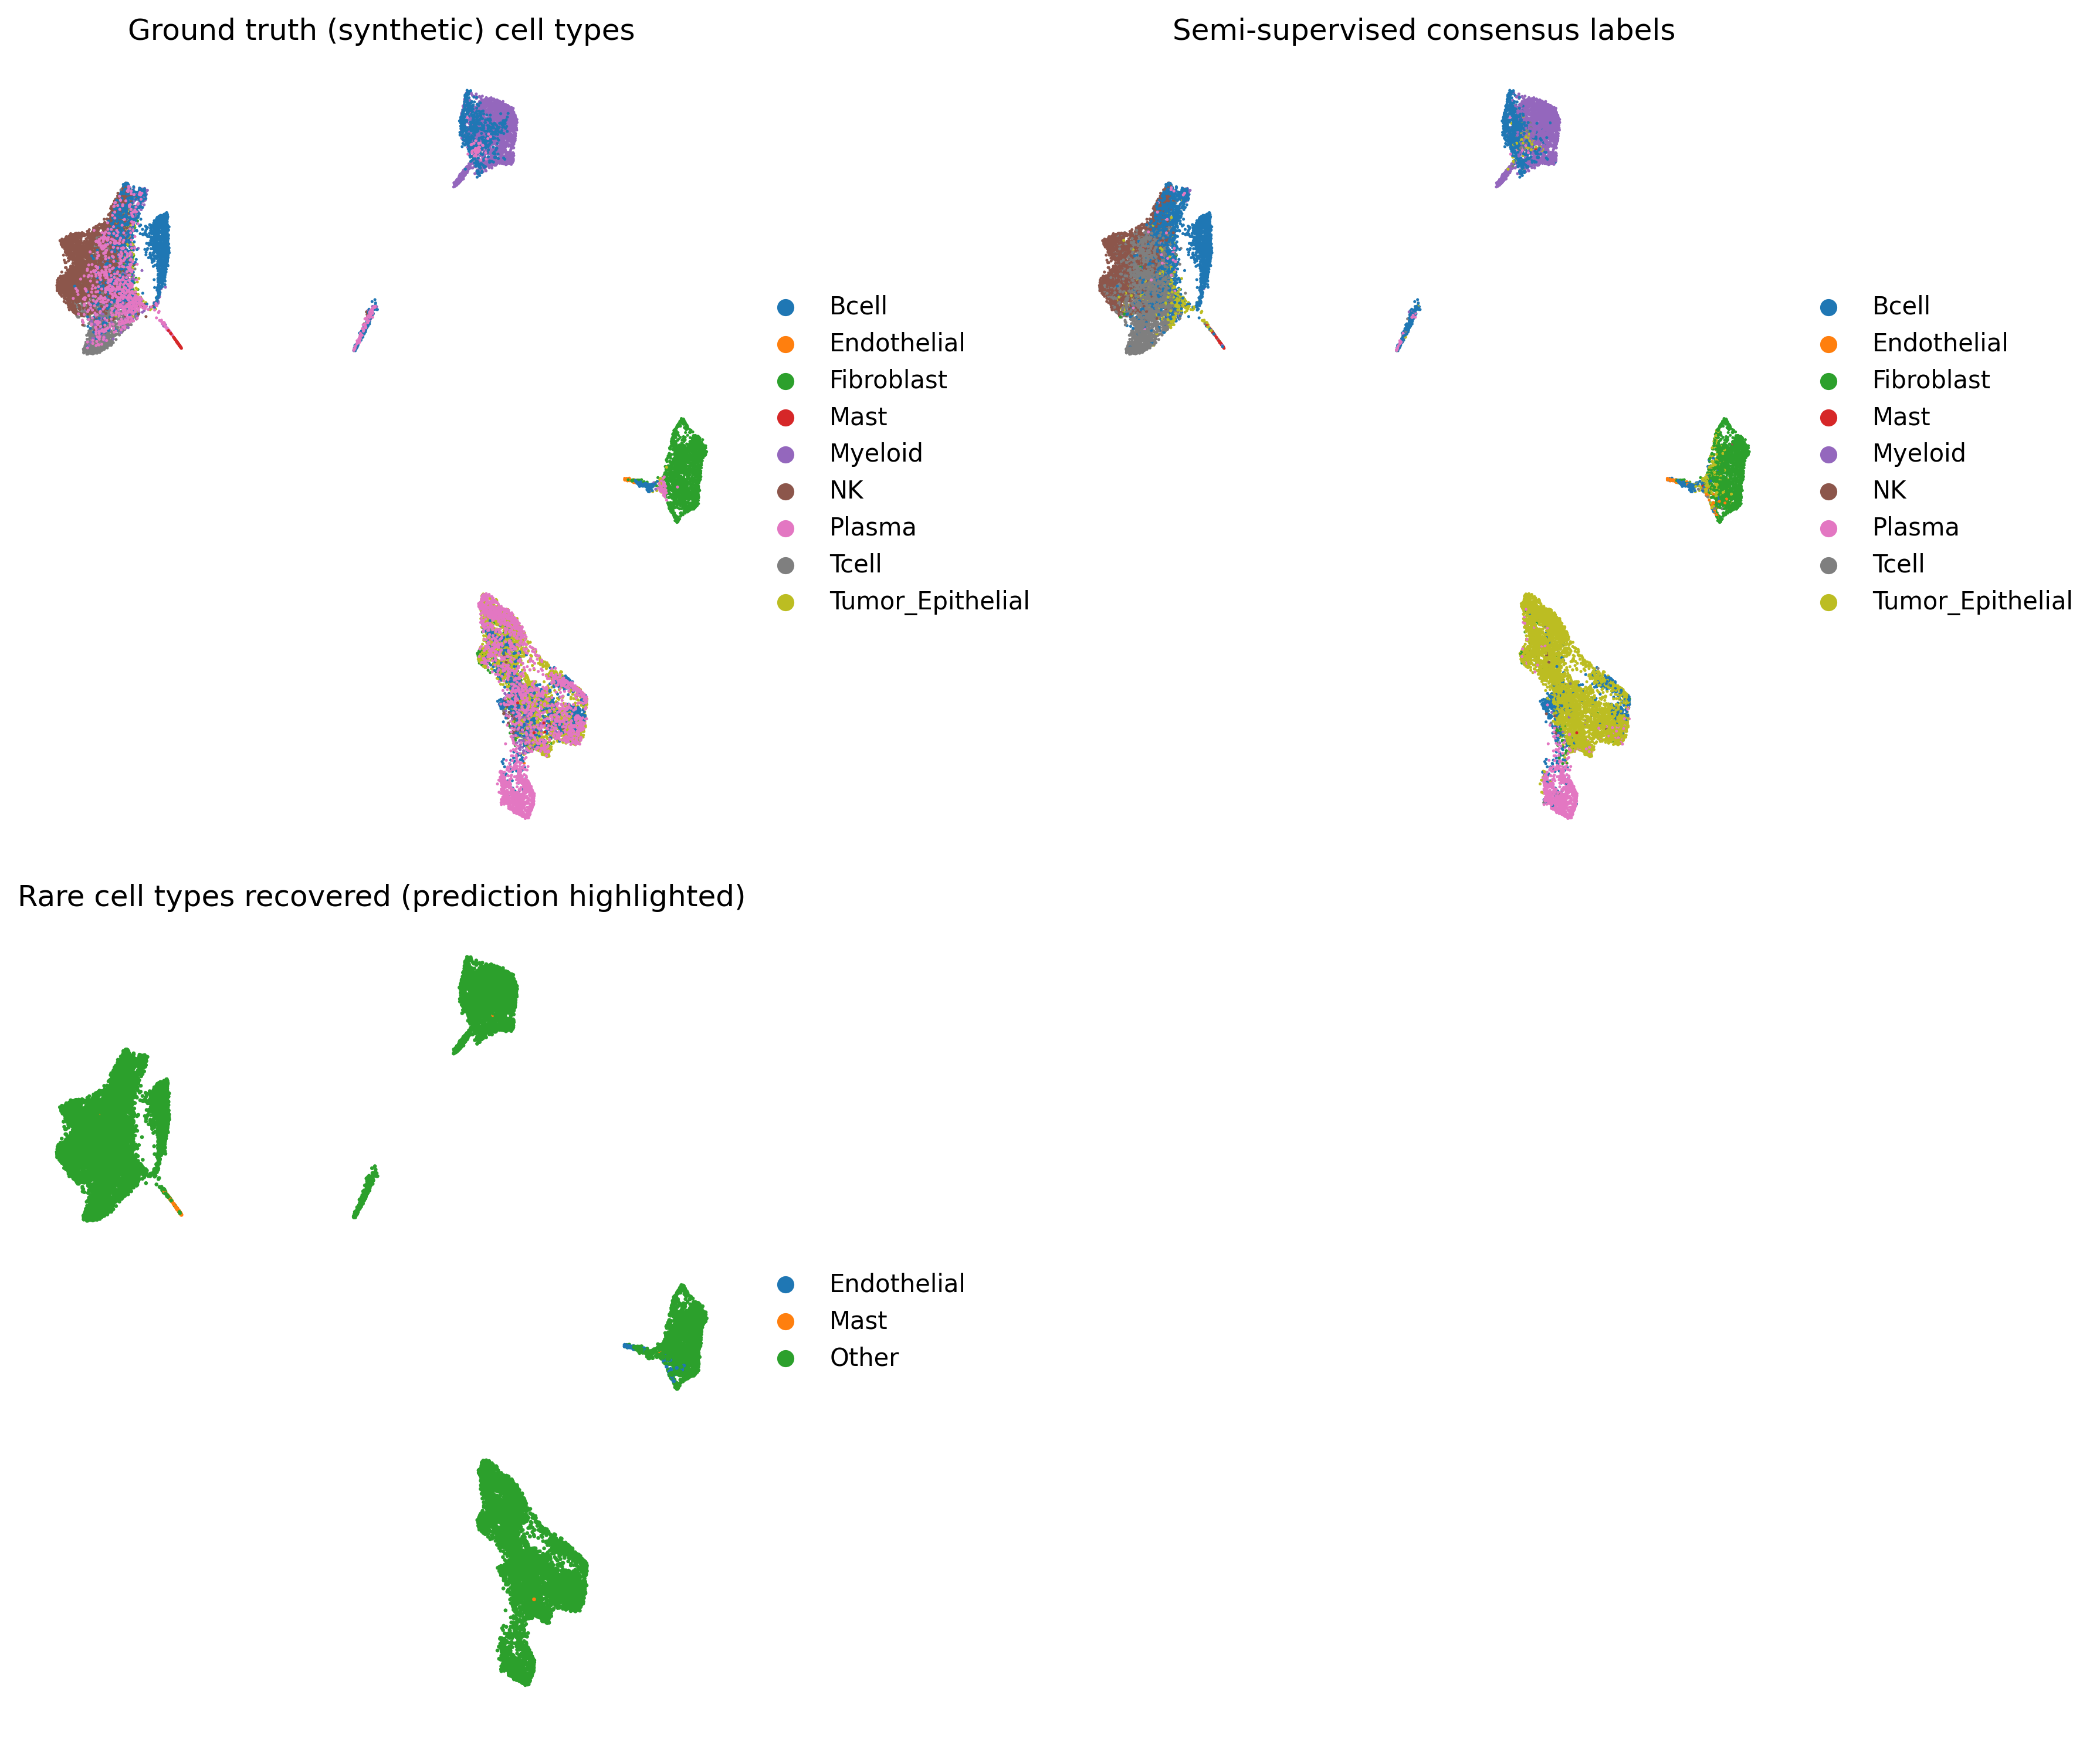 Ground truth (synthetic) cell types
Bcell
Endothelial
Fibroblast
Mast
Myeloid
NK
Plasma
Tcell
Tumor_Epithelial
Semi-supervised consensus labels
Bcell
Endothelial
Fibroblast
Mast
Myeloid
NK
Plasma
Tcell
Tumor_Epithelial
Rare cell types recovered (prediction highlighted)
Endothelial
Mast
Other